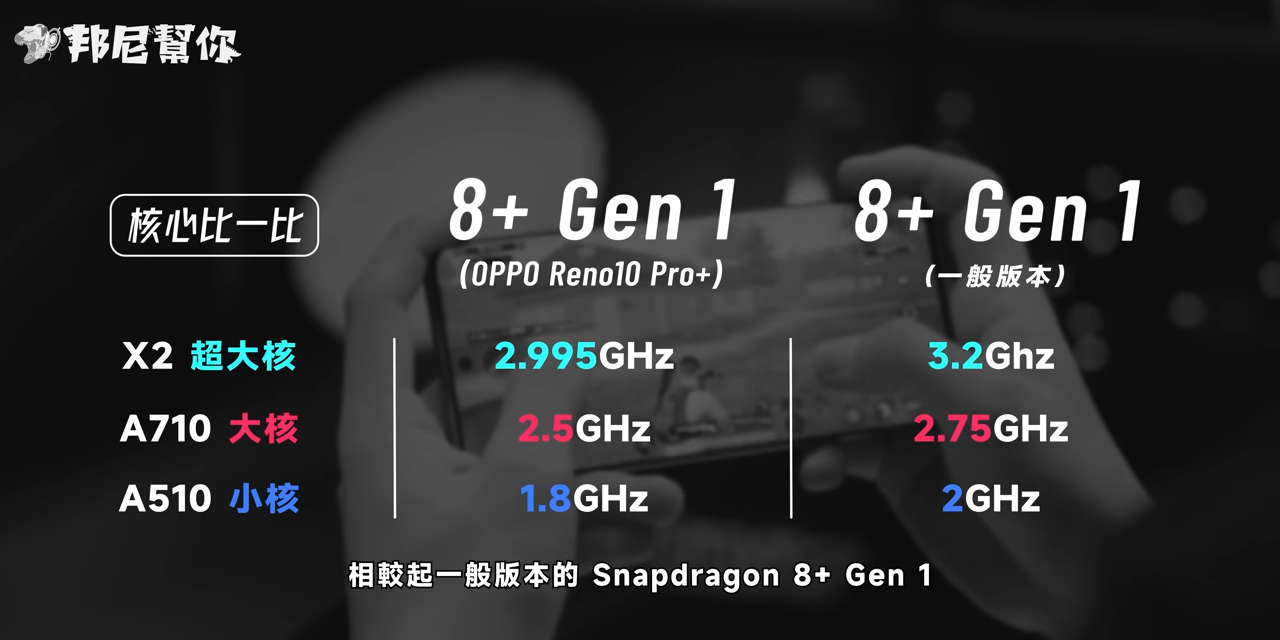 邦尼幫你
核心比一比
8+ Gen 1
(OPPO Reno10 Pro+)
8+ Gen 1
(一般版本)
X2 超大核 2.995GHz 3.2Ghz
A710 大核 2.5GHz 2.75GHz
A510 小核 1.8GHz 2GHz
相較起一般版本的 Snapdragon 8+ Gen 1